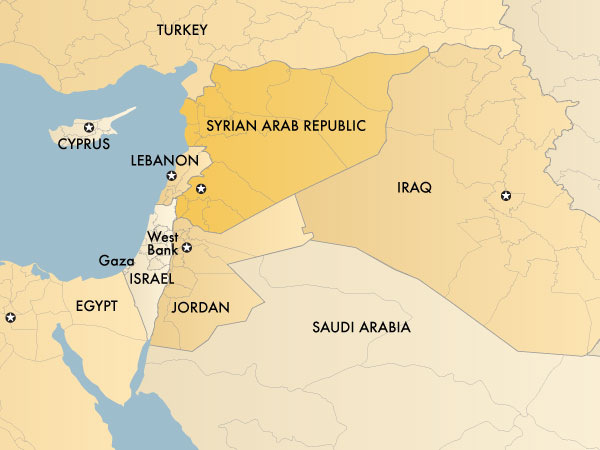 TURKEY
SYRIAN ARAB REPUBLIC
CYPRUS
LEBANON
IRAQ
West
Bank
Gaza
ISRAEL
EGYPT
JORDAN
SAUDI ARABIA